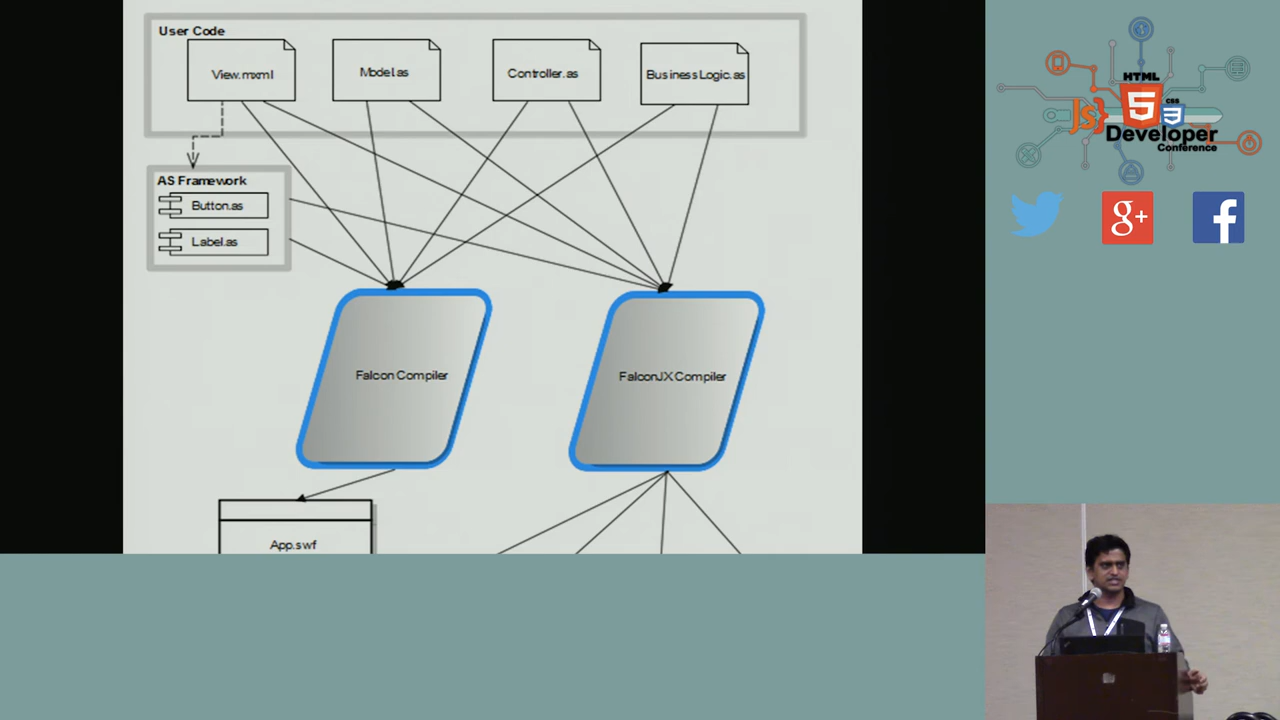 User Code
View.mxml
Model.as
Controller.as
BusinessLogic.as
AS Framework
Button.as
Label.as
Falcon Compiler
FalconJX Compiler
App.swf
HTML
JS}
5
CSS
3
Developer
Conference
g+
f